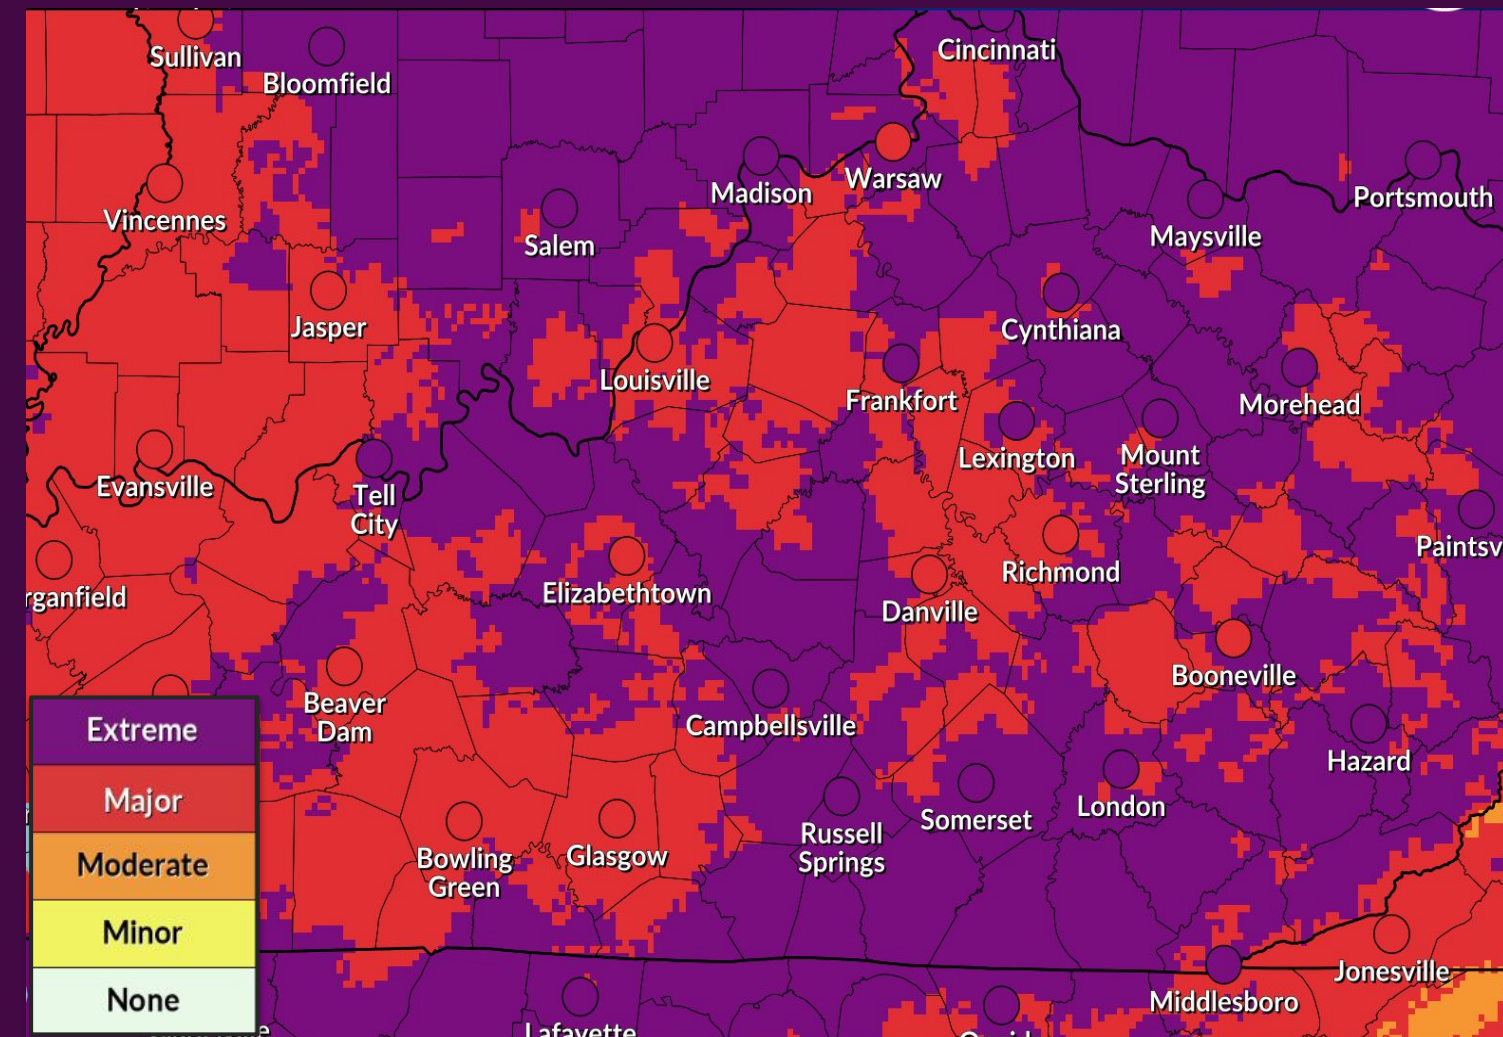 Sullivan
Bloomfield
Cincinnati
Vincennes
Salem
Madison
Warsaw
Maysville
Portsmouth
Jasper
Louisville
Frankfort
Cynthiana
Morehead
Lexington
Mount
Sterling
Evansville
Tell
City
Paintsv
rganfield
Elizabethtown
Danville
Richmond
Booneville
Beaver
Dam
Campbellsville
Hazard
Russell
Springs
Somerset
London
Bowling
Green
Glasgow
Jonesville
Middlesboro
Lafayette
Extreme
Major
Moderate
Minor
None